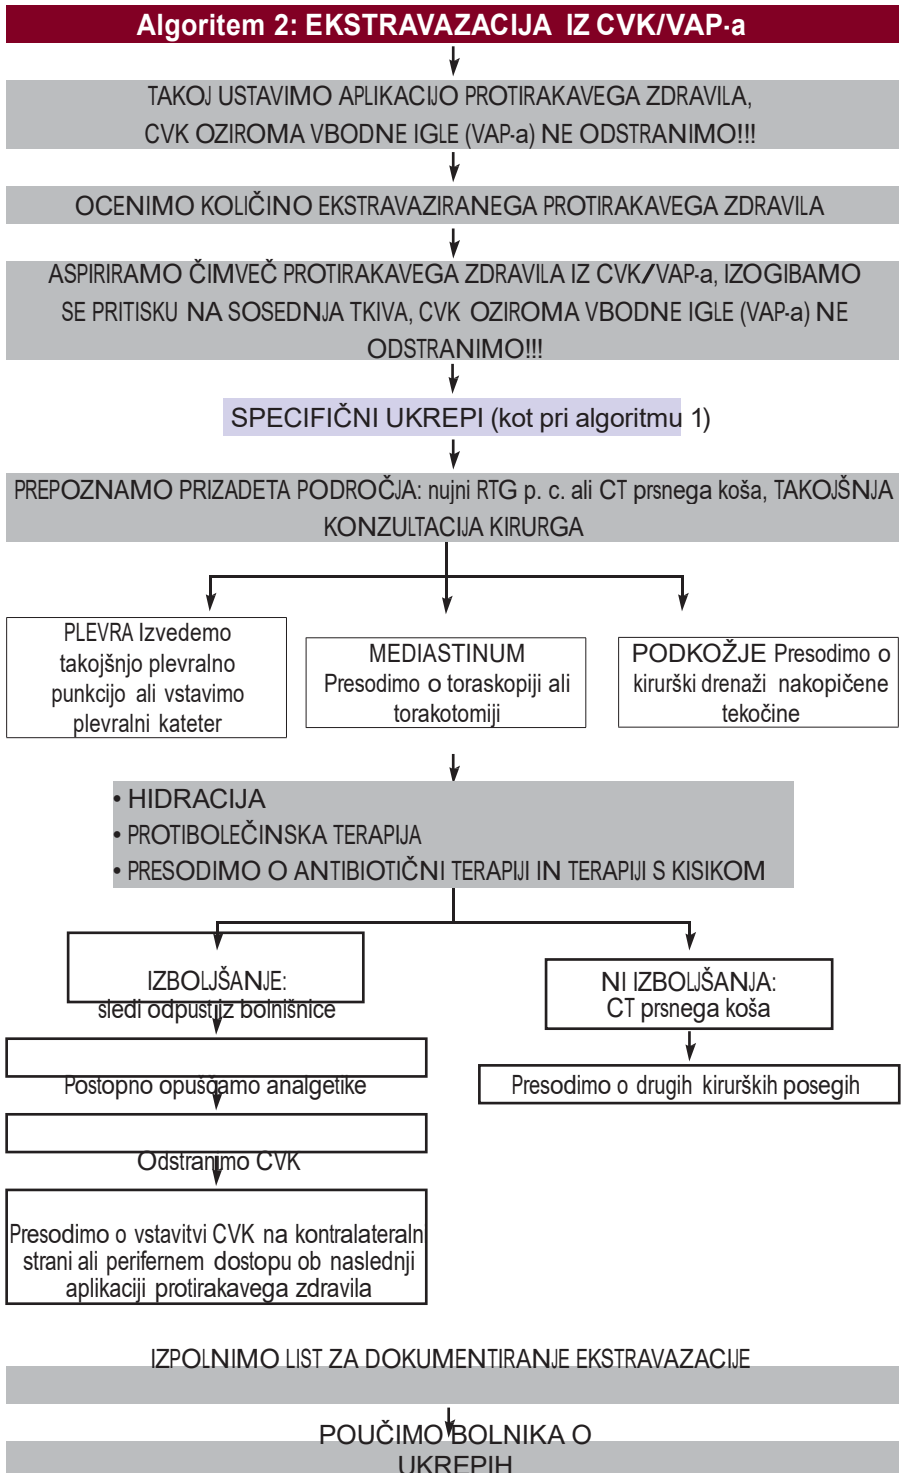 Algoritem 2: EKSTRAVAZACIJA IZ CVK/VAP-a
TAKOJ USTAVIMO APLIKACIJO PROTIRAKAVEGA ZDRAVILA,
CVK OZIROMA VBODNE IGLE (VAP-a) NE ODSTRANIMO!!!
OCENIMO KOLIČINO EKSTRAVAZIRANEGA PROTIRAKAVEGA ZDRAVILA
ASPIRIRAMO ČIMVEČ PROTIRAKAVEGA ZDRAVILA IZ CVK/VAP-a, IZOGIBAMO
SE PRITISKU NA SOSEDNJA TKIVA, CVK OZIROMA VBODNE IGLE (VAP-a) NE
ODSTRANIMO!!!
SPECIFIČNI UKREPI (kot pri algoritmu 1)
PREPOZNAMO PRIZADETA PODROČJA: nujni RTG p. c. ali CT prsnega koša, TAKOJŠNJA
KONZULTACIJA KIRURGA
PLEVRA Izvedemo
takojšnjo plevralno
punkcijo ali vstavimo
plevralni kateter
MEDIASTINUM
Presodimo o toraskopiji ali
torakotomiji
PODKOŽJE Presodimo o
kirurški drenaži nakopičene
tekočine
• HIDRACIJA
• PROTIBOLEČINSKA TERAPIJA
• PRESODIMO O ANTIBIOTIČNI TERAPIJI IN TERAPIJI S KISIKOM
IZBOLJŠANJE:
sledi odpust iz bolnišnice
Postopno opuščamo analgetike
Odstranimo CVK
Presodimo o vstavitvi CVK na kontralateraln
strani ali perifernem dostopu ob naslednji
aplikaciji protirakavega zdravila
NI IZBOLJŠANJA:
CT prsnega koša
Presodimo o drugih kirurških posegih
IZPOLNIMO LIST ZA DOKUMENTIRANJE EKSTRAVAZACIJE
POUČIMO BOLNIKA O
UKREPIH